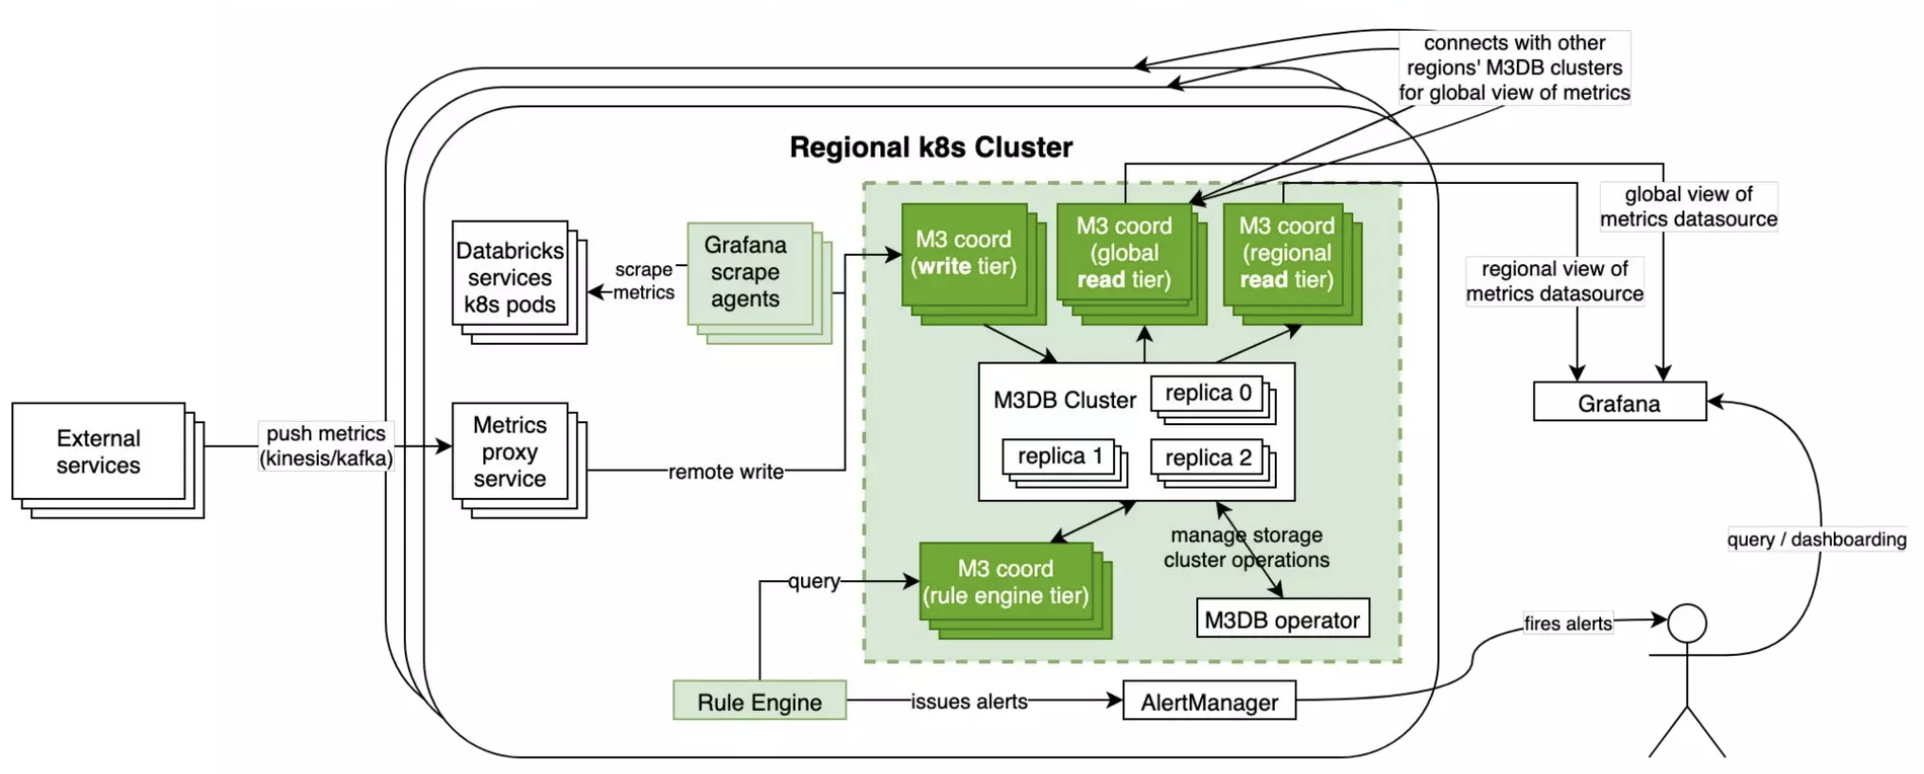 connects with other
regions' M3DB clusters
for global view of metrics
Regional k8s Cluster
global view of
metrics datasource
regional view of
metrics datasource
Databricks
services
k8s pods
scrape
metrics
Grafana
scrape
agents
M3 coord
(write tier)
M3 coord
(global
read tier)
M3 coord
(regional
read tier)
M3DB Cluster
replica 0
replica 1
replica 2
Grafana
External
services
push metrics
(kinesis/kafka)
Metrics
proxy
service
remote write
manage storage
cluster operations
query / dashboarding
query
M3 coord
(rule engine tier)
M3DB operator
fires alerts
Rule Engine
issues alerts
AlertManager